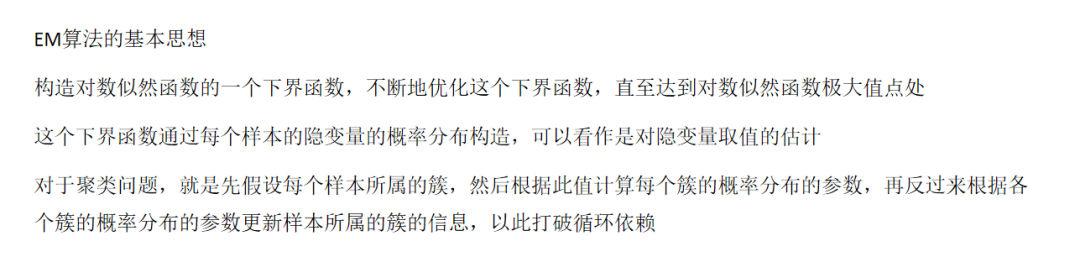 EM算法的基本思想
构造对数似然函数的一个下界函数，不断地优化这个下界函数，直至达到对数似然函数极大值点处
这个下界函数通过每个样本的隐变量的概率分布构造，可以看作是对隐变量取值的估计
对于聚类问题，就是先假设每个样本所属的簇，然后根据此值计算每个簇的概率分布的参数，再反过来根据各
个簇的概率分布的参数更新样本所属的簇的信息，以此打破循环依赖